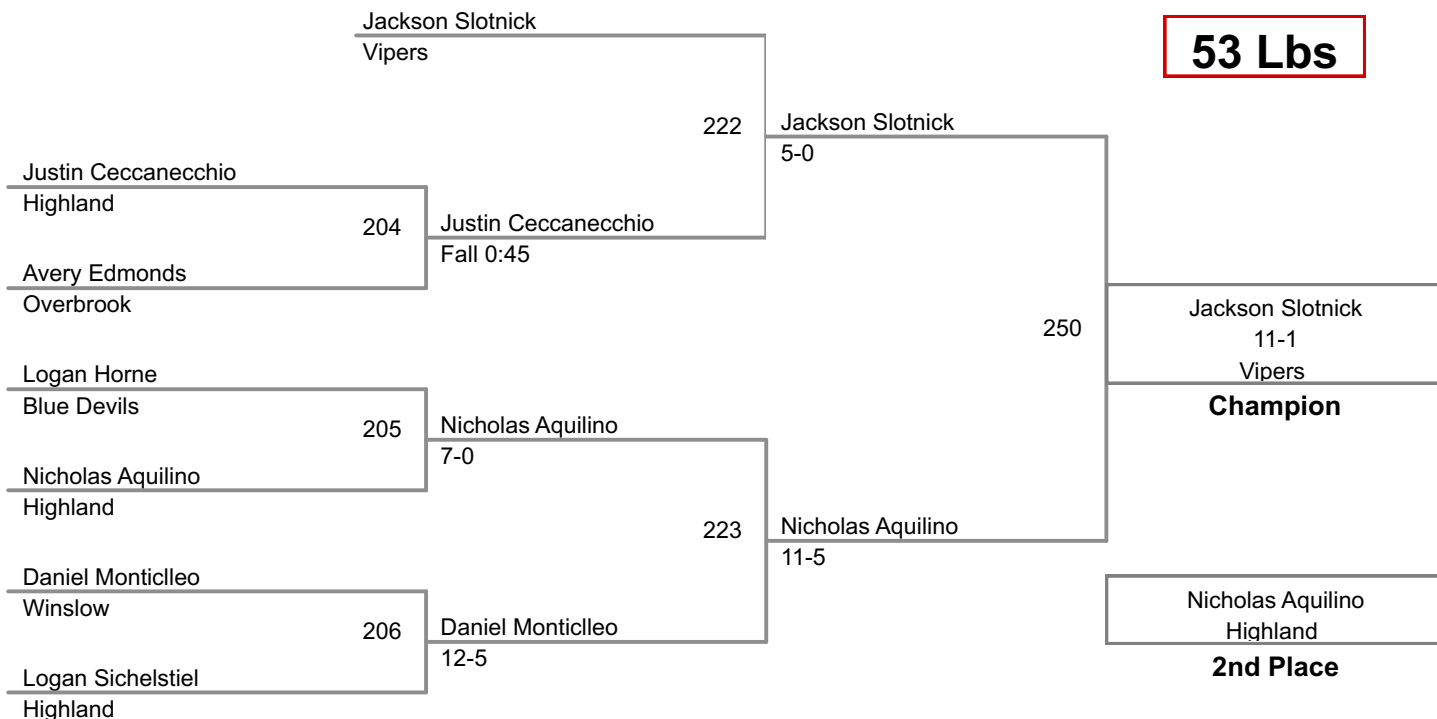 Jackson Slotnick
Vipers
53 Lbs
222
Jackson Slotnick
5-0
Justin Ceccanecchio
Highland
204
Justin Ceccanecchio
Fall 0:45
Avery Edmonds
Overbrook
250
Jackson Slotnick
11-1
Vipers
Champion
Logan Horne
Blue Devils
205
Nicholas Aquilino
7-0
Nicholas Aquilino
Highland
223
Nicholas Aquilino
11-5
Daniel Monticlleo
Winslow
206
Daniel Monticlleo
12-5
Logan Sichelstiel
Highland
Nicholas Aquilino
Highland
2nd Place